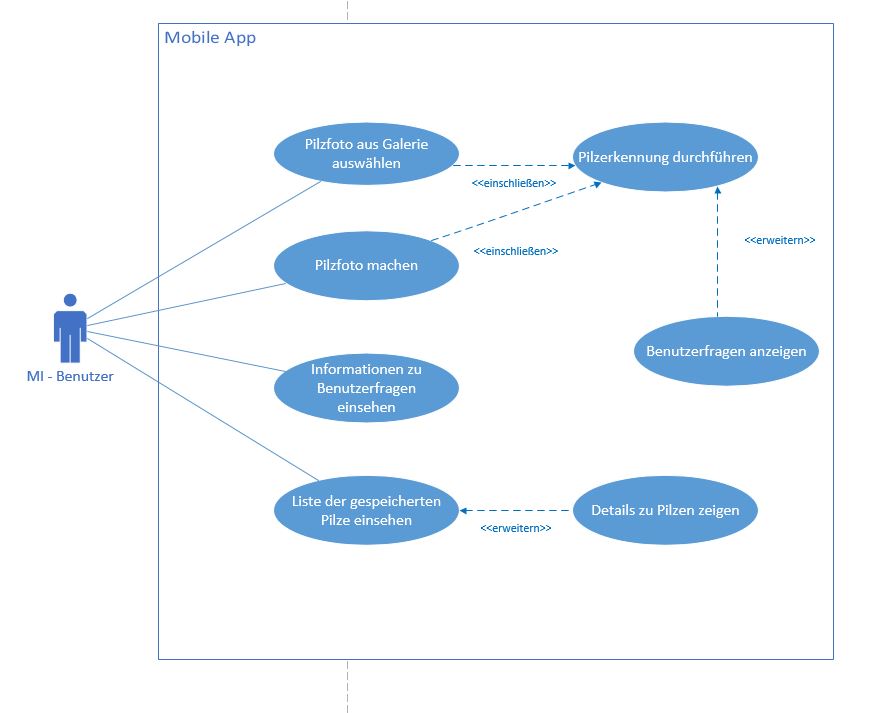 Mobile App
Pilzfoto aus Galerie
auswählen
Pilzerkennung durchführen
<<einschließen>>
Pilzfoto machen
<<einschließen>>
<<erweitern>>
MI - Benutzer
Benutzerfragen anzeigen
Informationen zu
Benutzerfragen
einsehen
Liste der gespeicherten
Pilze einsehen
Details zu Pilzen zeigen
<<erweitern>>